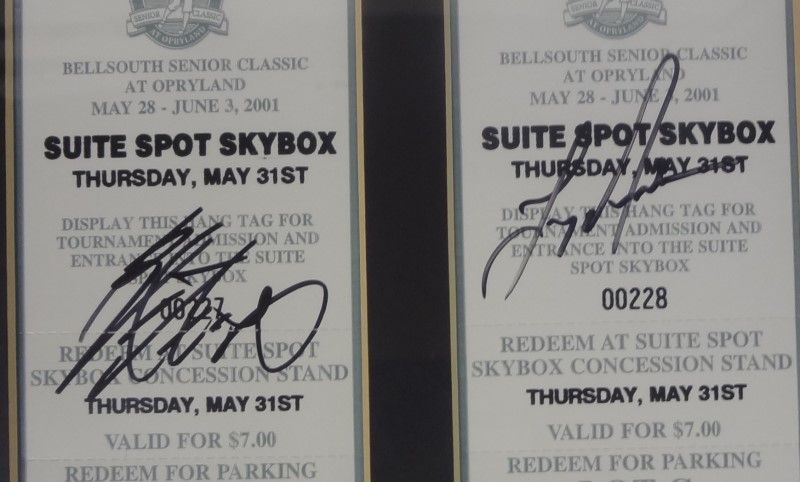 SENIOR CLASSIC
AT OPRYLAND
BELLSOUTH SENIOR CLASSIC
AT OPRYLAND
MAY 28 - JUNE 3, 2001
SUITE SPOT SKYBOX
THURSDAY, MAY 31ST
DISPLAY THIS HANG TAG FOR
TOURNAMENT ADMISSION AND
ENTRANCE INTO THE SUITE
SPOT SKYBOX
REDEEM AT SUITE SPOT
SKYBOX CONCESSION STAND
THURSDAY, MAY 31ST
VALID FOR $7.00
REDEEM FOR PARKING
SENIOR CLASSIC
AT OPRYLAND
BELLSOUTH SENIOR CLASSIC
AT OPRYLAND
MAY 28 - JUNE 3, 2001
SUITE SPOT SKYBOX
THURSDAY, MAY 31ST
DISPLAY THIS HANG TAG FOR
TOURNAMENT ADMISSION AND
ENTRANCE INTO THE SUITE
SPOT SKYBOX
00228
REDEEM AT SUITE SPOT
SKYBOX CONCESSION STAND
THURSDAY, MAY 31ST
VALID FOR $7.00
REDEEM FOR PARKING